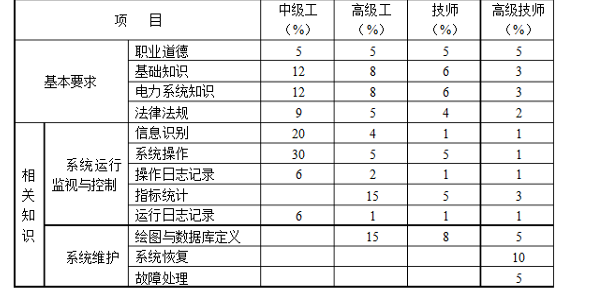 项 目 中级工（%） 高级工（%） 技师（%） 高级技师（%）
基本要求 职业道德 5 5 5 5
基础知识 12 8 6 3
电力系统知识 12 8 6 3
法律法规 9 5 4 2
相关知识 系统运行监视与控制 信息识别 20 4 1 1
系统操作 30 5 5 1
操作日志记录 6 2 1 1
指标统计 15 5 3
运行日志记录 6 1 1 1
系统维护 绘图与数据库定义 15 8 5
系统恢复 10
故障处理 5